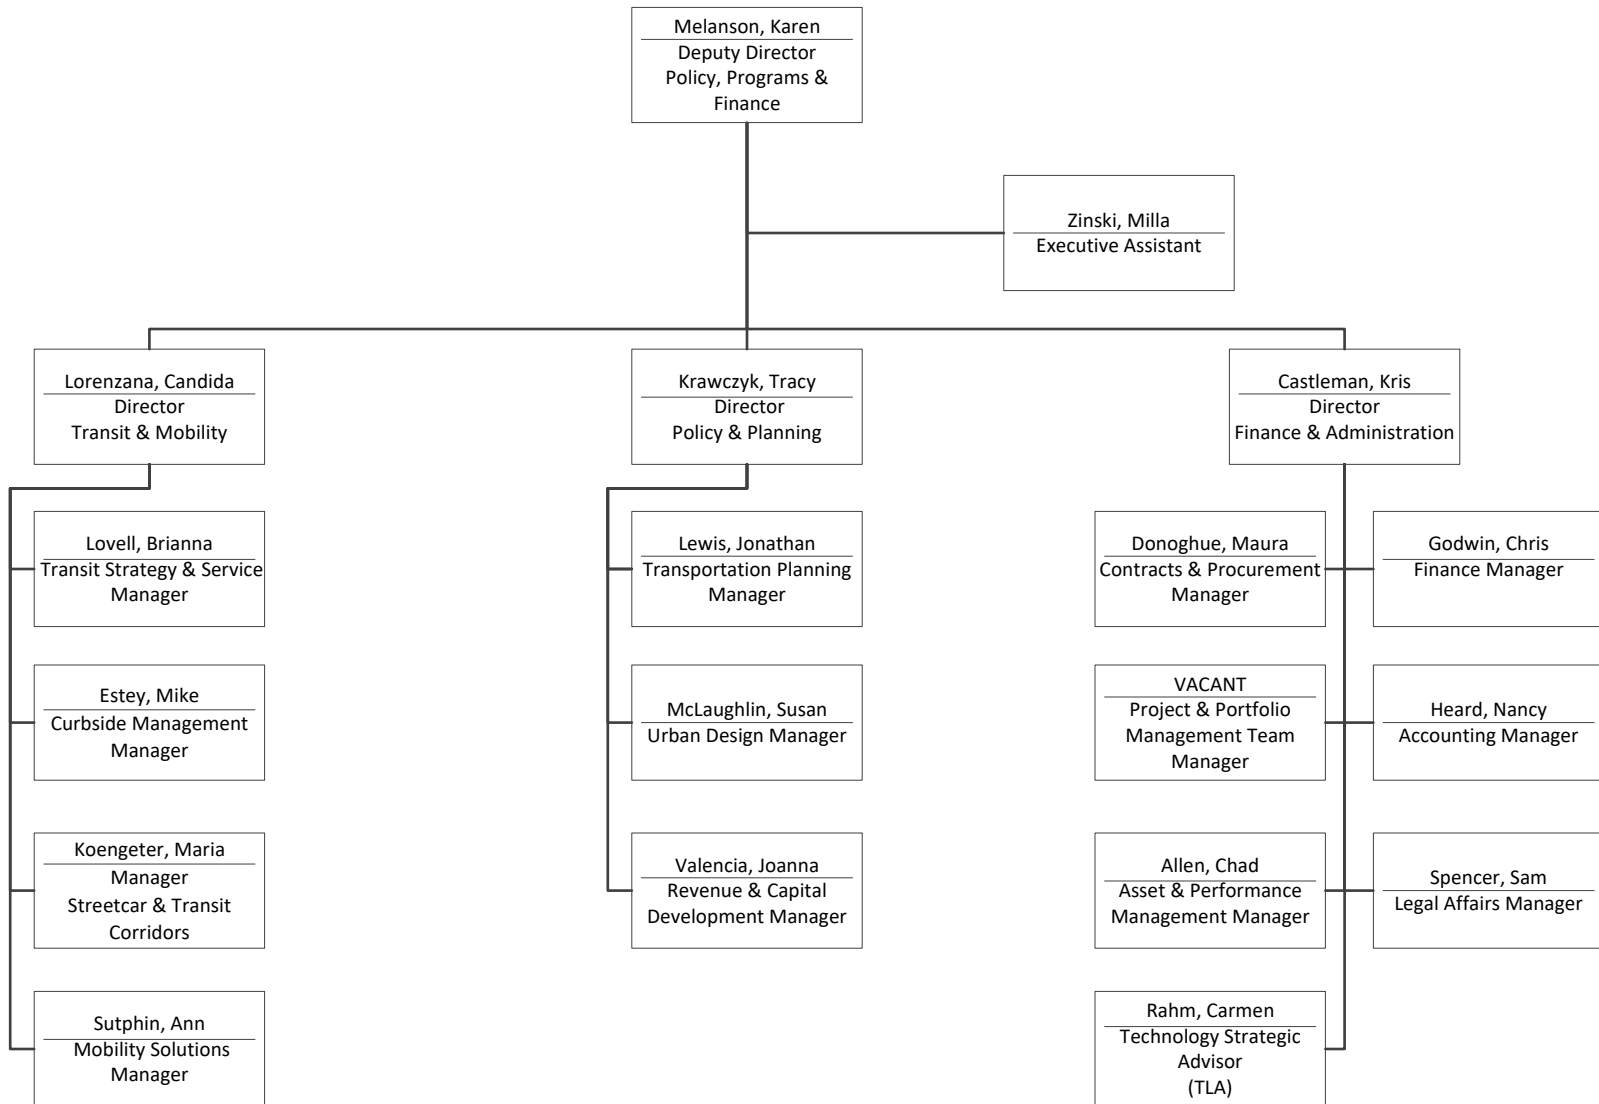 Melanson, Karen
Deputy Director
Policy, Programs &
Finance
Zinski, Milla
Executive Assistant
Lorenzana, Candida
Director
Transit & Mobility
Krawczyk, Tracy
Director
Policy & Planning
Castleman, Kris
Director
Finance & Administration
Lovell, Brianna
Transit Strategy & Service
Manager
Lewis, Jonathan
Transportation Planning
Manager
Donoghue, Maura
Contracts & Procurement
Manager
Godwin, Chris
Finance Manager
Estey, Mike
Curbside Management
Manager
McLaughlin, Susan
Urban Design Manager
VACANT
Project & Portfolio
Management Team
Manager
Heard, Nancy
Accounting Manager
Koengeter, Maria
Manager
Streetcar & Transit
Corridors
Valencia, Joanna
Revenue & Capital
Development Manager
Allen, Chad
Asset & Performance
Management Manager
Spencer, Sam
Legal Affairs Manager
Sutphin, Ann
Mobility Solutions
Manager
Rahm, Carmen
Technology Strategic
Advisor
(TLA)